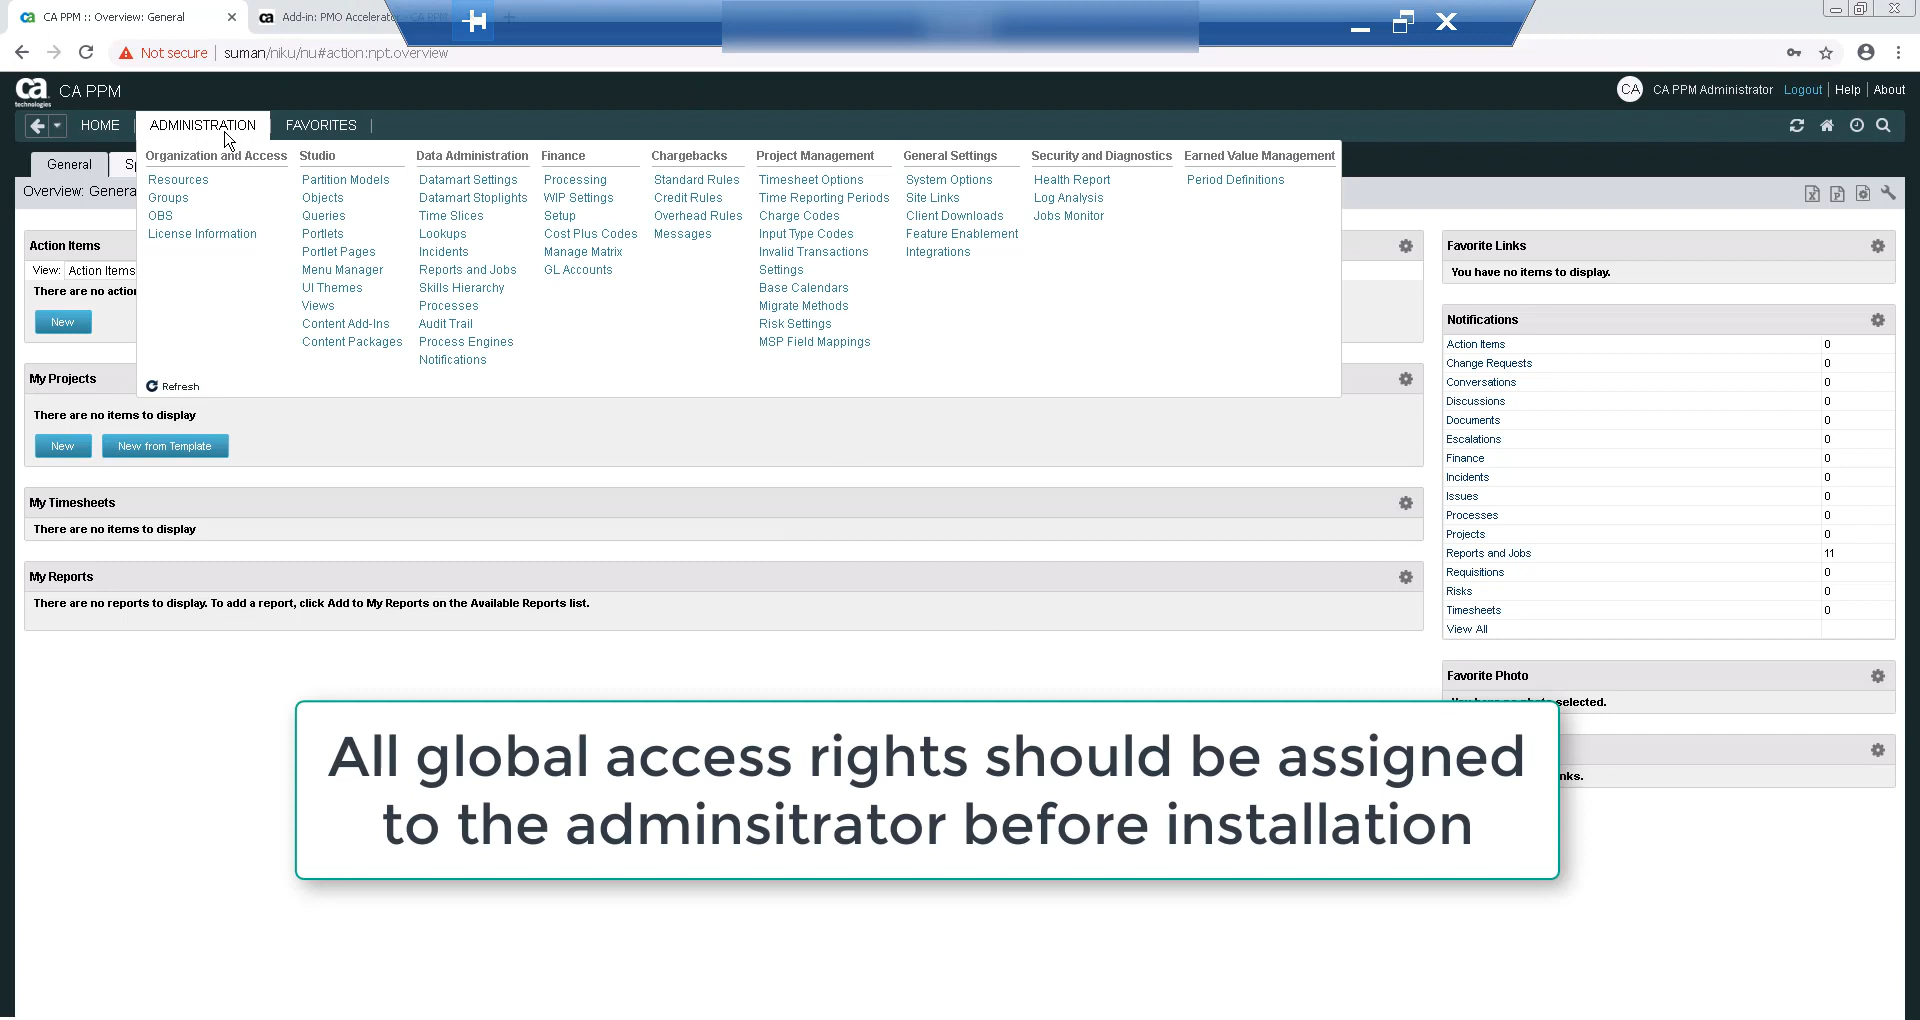 CA PPM :: Overview: General
Add-in: PMO Accelerator - CA PPM
Not secure suman/niku/nu#action:npt.overview
ca technologies CA PPM
CA CA PPM Administrator Logout Help About
HOME ADMINISTRATION FAVORITES
General
Overview: Genera
Organization and Access
Resources
Groups
OBS
License Information
Refresh
Studio
Partition Models
Objects
Queries
Portlets
Portlet Pages
Menu Manager
UI Themes
Views
Content Add-Ins
Content Packages
Data Administration
Datamart Settings
Datamart Stoplights
Time Slices
Lookups
Incidents
Reports and Jobs
Skills Hierarchy
Processes
Audit Trail
Process Engines
Notifications
Finance
Processing
WIP Settings
Setup
Cost Plus Codes
Manage Matrix
GL Accounts
Chargebacks
Standard Rules
Credit Rules
Overhead Rules
Messages
Project Management
Timesheet Options
Time Reporting Periods
Charge Codes
Input Type Codes
Invalid Transactions
Settings
Base Calendars
Migrate Methods
Risk Settings
MSP Field Mappings
General Settings
System Options
Site Links
Client Downloads
Feature Enablement
Integrations
Security and Diagnostics
Health Report
Log Analysis
Jobs Monitor
Earned Value Management
Period Definitions
Action Items
View: Action Items
There are no action
New
My Projects
There are no items to display
New New from Template
My Timesheets
There are no items to display
My Reports
There are no reports to display. To add a report, click Add to My Reports on the Available Reports list.
Favorite Links
You have no items to display.
Notifications
Action Items 0
Change Requests 0
Conversations 0
Discussions 0
Documents 0
Escalations 0
Finance 0
Incidents 0
Issues 0
Processes 0
Projects 0
Reports and Jobs 11
Requisitions 0
Risks 0
Timesheets 0
View All
Favorite Photo
selected.
nks.
All global access rights should be assigned
to the adminsitrator before installation